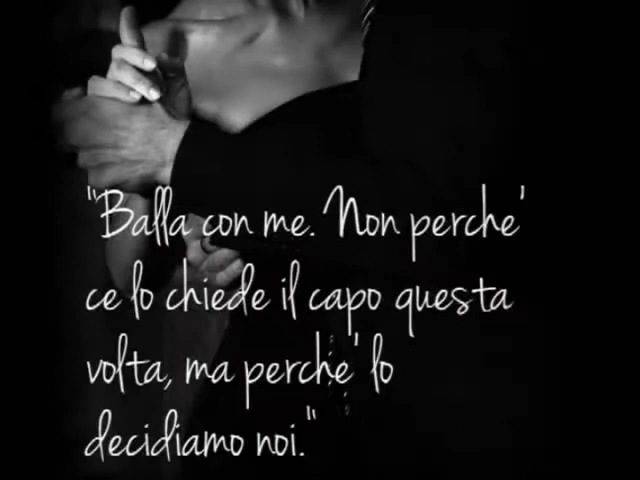 "Balla con me. Non perche'
ce lo chiede il capo questa
volta, ma perche' lo
decidiamo noi."